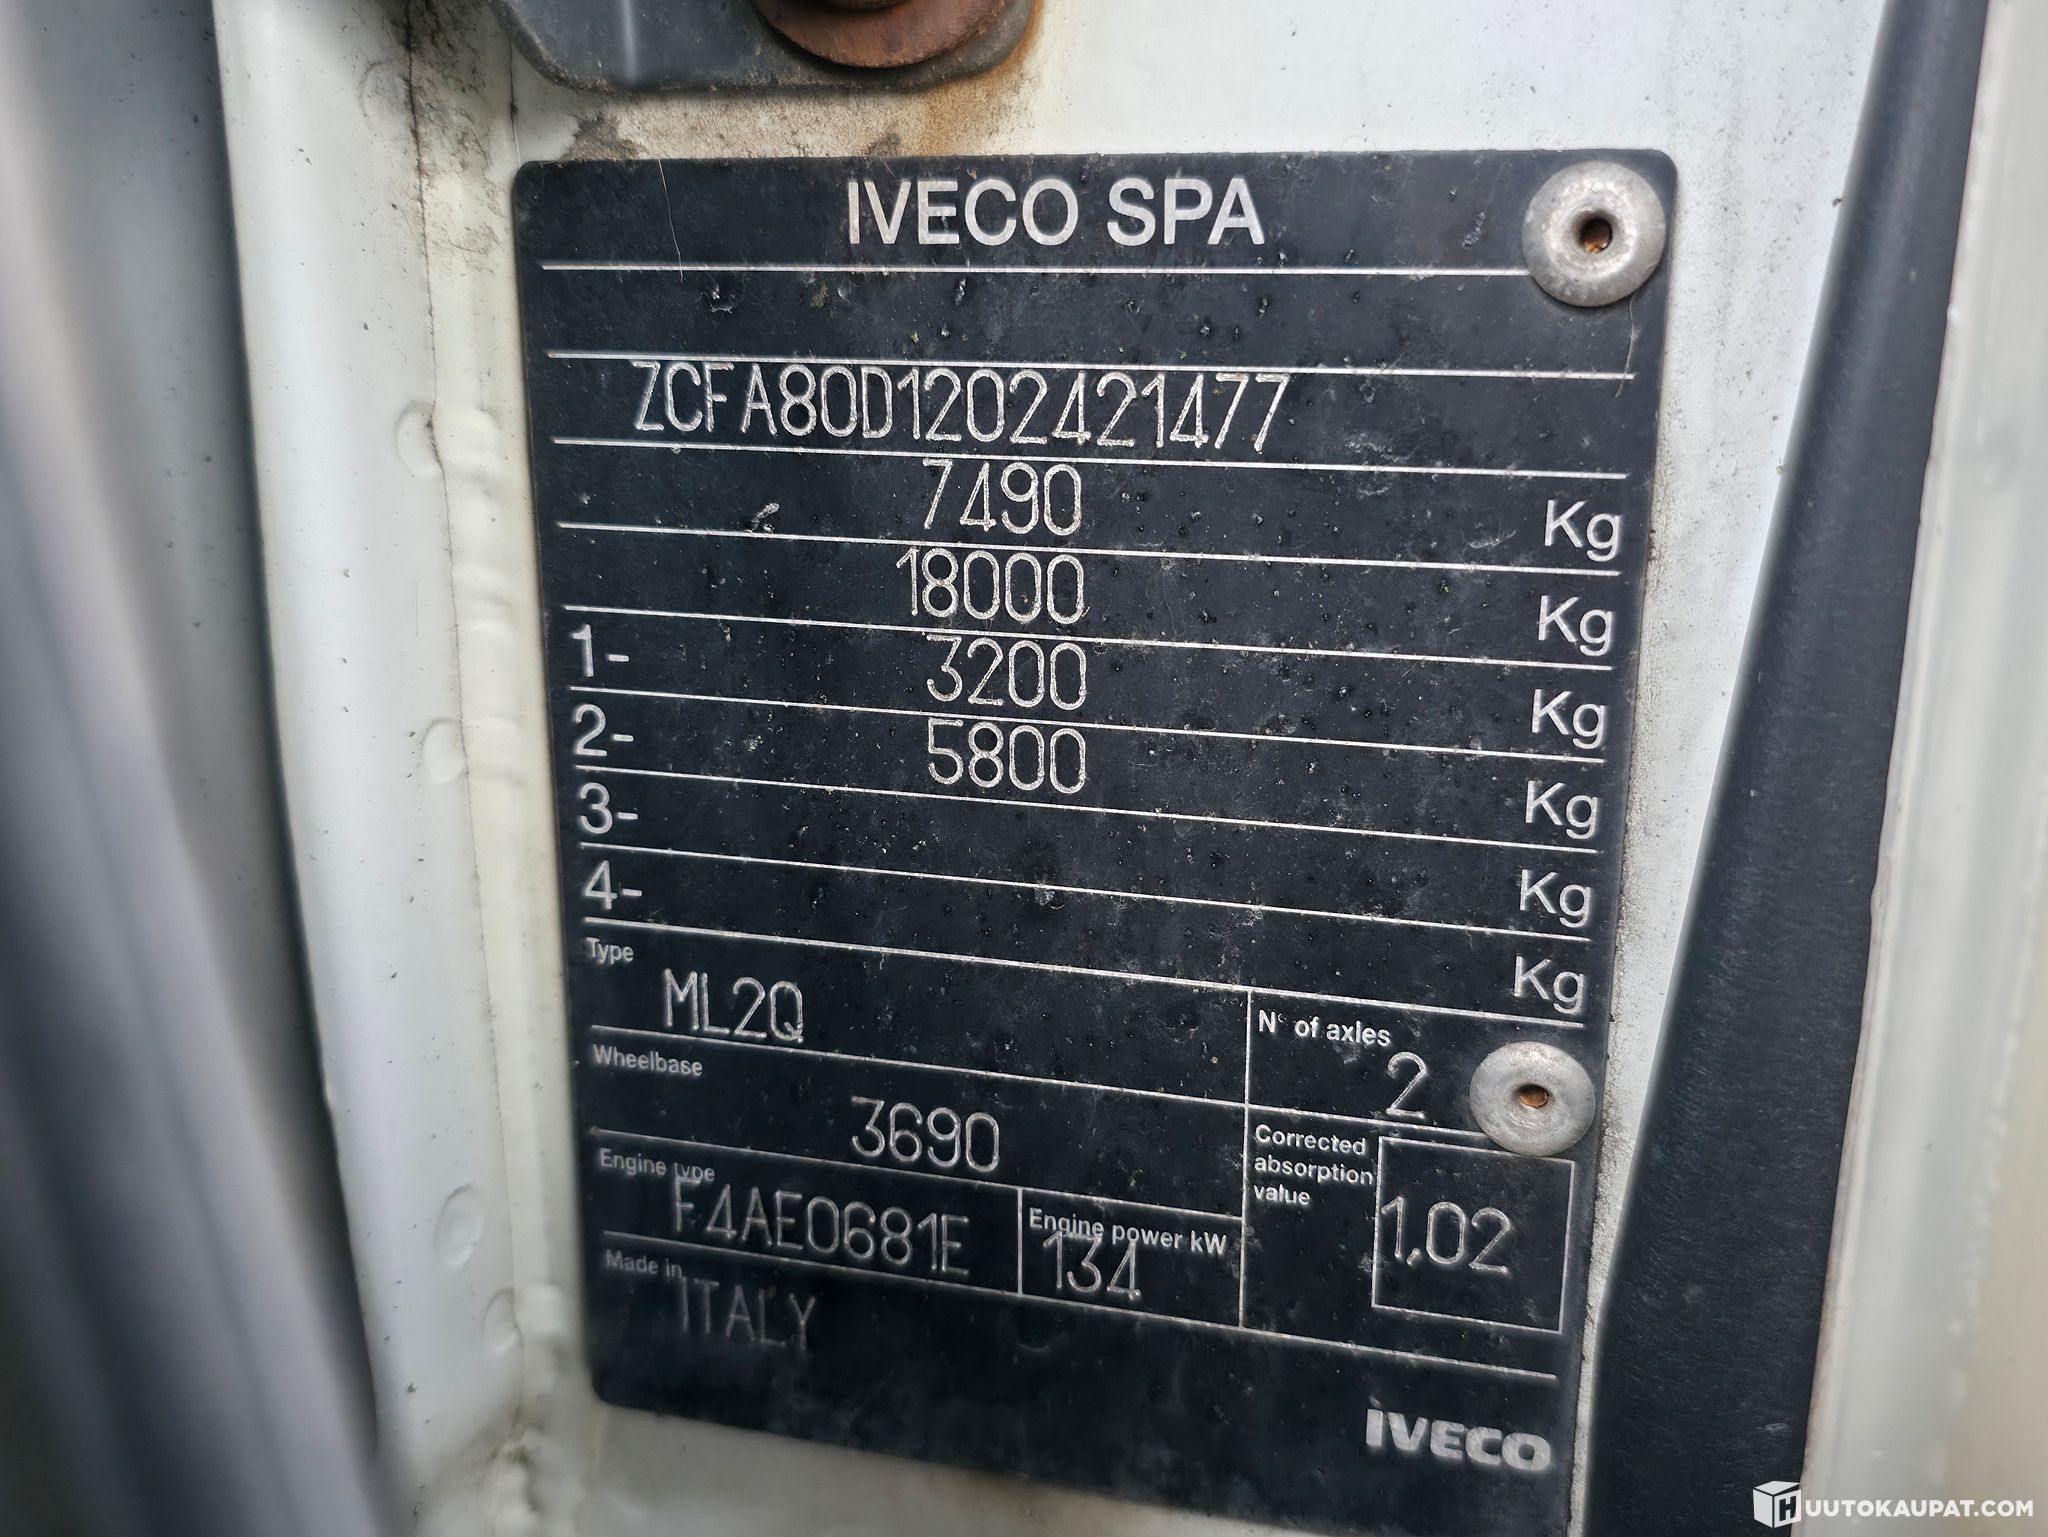 IVECO SPA
ZCFA80D1202421477
7490 Kg
18000 Kg
1- 3200 Kg
2- 5800 Kg
3- Kg
4- Kg
Type ML2Q
N° of axles 2
Wheelbase 3690
Corrected absorption value 1,02
Engine type F4AE0681E
Engine power kW 134
Made in ITALY
IVECO
HUUTOKAUPAT.COM